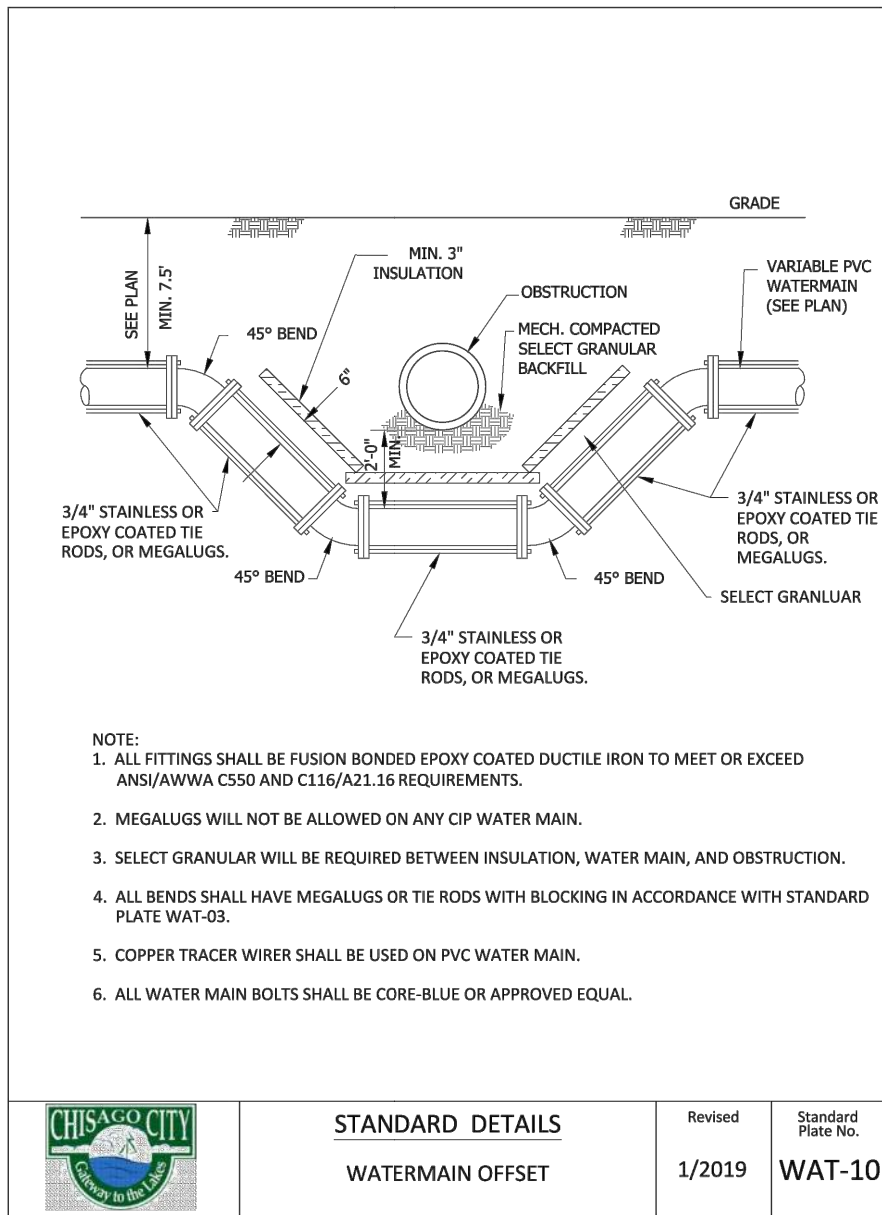 GRADE
SEE PLAN
MIN. 7.5'
MIN. 3"
INSULATION
VARIABLE PVC
WATERMAIN
(SEE PLAN)
OBSTRUCTION
45° BEND
MECH. COMPACTED
SELECT GRANULAR
BACKFILL
6"
2'-0"
MIN.
3/4" STAINLESS OR
EPOXY COATED TIE
RODS, OR MEGALUGS.
3/4" STAINLESS OR
EPOXY COATED TIE
RODS, OR
MEGALUGS.
45° BEND
45° BEND
SELECT GRANLUAR
3/4" STAINLESS OR
EPOXY COATED TIE
RODS, OR MEGALUGS.
NOTE:
1. ALL FITTINGS SHALL BE FUSION BONDED EPOXY COATED DUCTILE IRON TO MEET OR EXCEED
ANSI/AWWA C550 AND C116/A21.16 REQUIREMENTS.
2. MEGALUGS WILL NOT BE ALLOWED ON ANY CIP WATER MAIN.
3. SELECT GRANULAR WILL BE REQUIRED BETWEEN INSULATION, WATER MAIN, AND OBSTRUCTION.
4. ALL BENDS SHALL HAVE MEGALUGS OR TIE RODS WITH BLOCKING IN ACCORDANCE WITH STANDARD
PLATE WAT-03.
5. COPPER TRACER WIRER SHALL BE USED ON PVC WATER MAIN.
6. ALL WATER MAIN BOLTS SHALL BE CORE-BLUE OR APPROVED EQUAL.
CHISAGO CITY
Gateway to the Lakes
STANDARD DETAILS
WATERMAIN OFFSET
Revised
1/2019
Standard
Plate No.
WAT-10